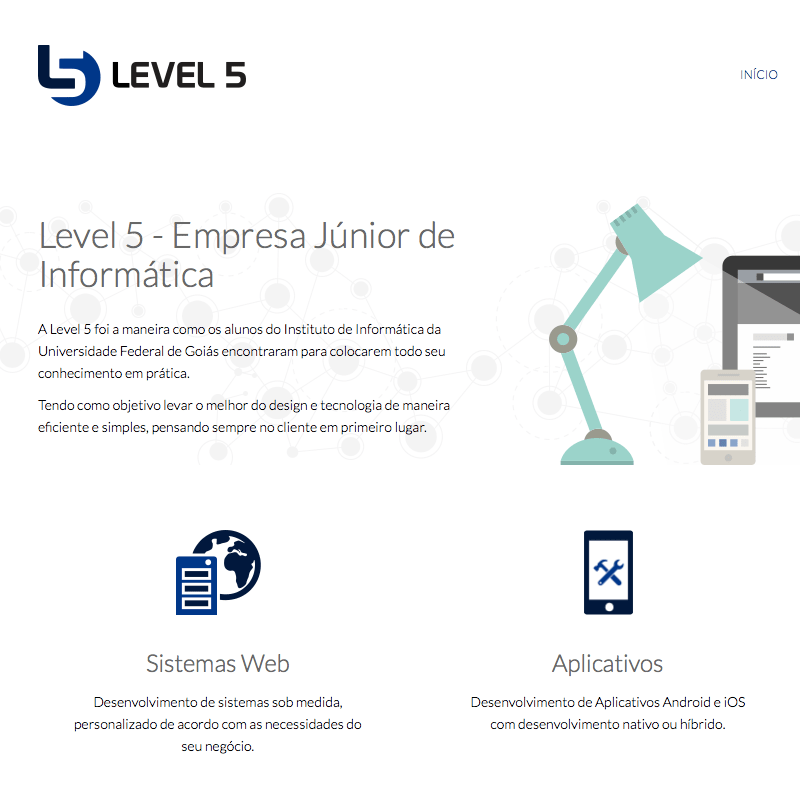 LEVEL 5
INÍCIO
Level 5 - Empresa Júnior de
Informática
A Level 5 foi a maneira como os alunos do Instituto de Informática da
Universidade Federal de Goiás encontraram para colocarem todo seu
conhecimento em prática.
Tendo como objetivo levar o melhor do design e tecnologia de maneira
eficiente e simples, pensando sempre no cliente em primeiro lugar.
Sistemas Web
Desenvolvimento de sistemas sob medida,
personalizado de acordo com as necessidades do
seu negócio.
Aplicativos
Desenvolvimento de Aplicativos Android e iOS
com desenvolvimento nativo ou híbrido.